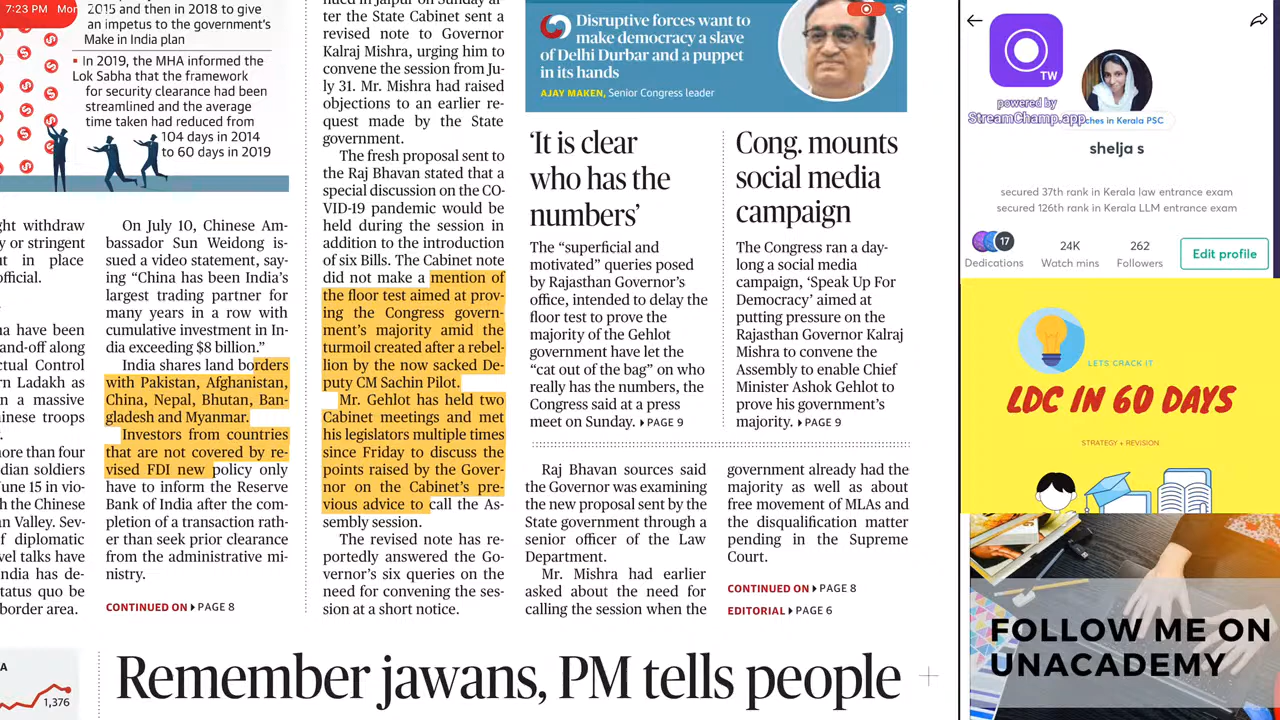 7:23 PM Mon
2015 and then in 2018 to give
an impetus to the government's
Make in India plan
▪ In 2019, the MHA informed the
Lok Sabha that the framework
for security clearance had been
streamlined and the average
time taken had reduced from
104 days in 2014
to 60 days in 2019
ght withdraw
y or stringent
ut in place
official.
na have been
and-off along
ctual Control
rn Ladakh as
n a massive
hinese troops
more than four
dian soldiers
June 15 in vio-
h the Chinese
an Valley. Sev-
f diplomatic
vel talks have
India has de-
status quo be
border area.
A
1,376
On July 10, Chinese Am-
bassador Sun Weidong is-
sued a video statement, say-
ing "China has been India's
largest trading partner for
many years in a row with
cumulative investment in In-
dia exceeding $8 billion."
India shares land borders
with Pakistan, Afghanistan,
China, Nepal, Bhutan, Ban-
gladesh and Myanmar.
Investors from countries
that are not covered by re-
vised FDI new policy only
have to inform the Reserve
Bank of India after the com-
pletion of a transaction rath-
er than seek prior clearance
from the administrative mi-
nistry.
CONTINUED ON ▸ PAGE 8
nued in Jaipur on Sunday af-
ter the State Cabinet sent a
revised note to Governor
Kalraj Mishra, urging him to
convene the session from Ju-
ly 31. Mr. Mishra had raised
objections to an earlier re-
quest made by the State
government.
The fresh proposal sent to
the Raj Bhavan stated that a
special discussion on the CO-
VID-19 pandemic would be
held during the session in
addition to the introduction
of six Bills. The Cabinet note
did not make a mention of
the floor test aimed at prov-
ing the Congress govern-
ment's majority amid the
turmoil created after a rebel-
lion by the now sacked De-
puty CM Sachin Pilot.
Mr. Gehlot has held two
Cabinet meetings and met
his legislators multiple times
since Friday to discuss the
points raised by the Gover-
nor on the Cabinet's pre-
vious advice to call the As-
sembly session.
The revised note has re-
portedly answered the Go-
vernor's six queries on the
need for convening the ses-
sion at a short notice.
Disruptive forces want to
make democracy a slave
of Delhi Durbar and a puppet
in its hands
AJAY MAKEN, Senior Congress leader
'It is clear
who has the
numbers'
The "superficial and
motivated" queries posed
by Rajasthan Governor's
office, intended to delay the
floor test to prove the
majority of the Gehlot
government have let the
"cat out of the bag" on who
really has the numbers, the
Congress said at a press
meet on Sunday. ▸ PAGE 9
Cong. mounts
social media
campaign
The Congress ran a day-
long a social media
campaign, 'Speak Up For
Democracy' aimed at
putting pressure on the
Rajasthan Governor Kalraj
Mishra to convene the
Assembly to enable Chief
Minister Ashok Gehlot to
prove his government's
majority. ▸ PAGE 9
Raj Bhavan sources said
the Governor was examining
the new proposal sent by the
State government through a
senior officer of the Law
Department.
Mr. Mishra had earlier
asked about the need for
calling the session when the
government already had the
majority as well as about
free movement of MLAs and
the disqualification matter
pending in the Supreme
Court.
CONTINUED ON ▸ PAGE 8
EDITORIAL ▸ PAGE 6
Remember jawans, PM tells people
TW
powered by
StreamChamp.app
ches in Kerala PSC
shelja s
secured 37th rank in Kerala law entrance exam
secured 126th rank in Kerala LLM entrance exam
17
Dedications
24K
Watch mins
262
Followers
Edit profile
LETS CRACK IT
LDC IN 60 DAYS
STRATEGY + REVISION
FOLLOW ME ON
UNACADEMY